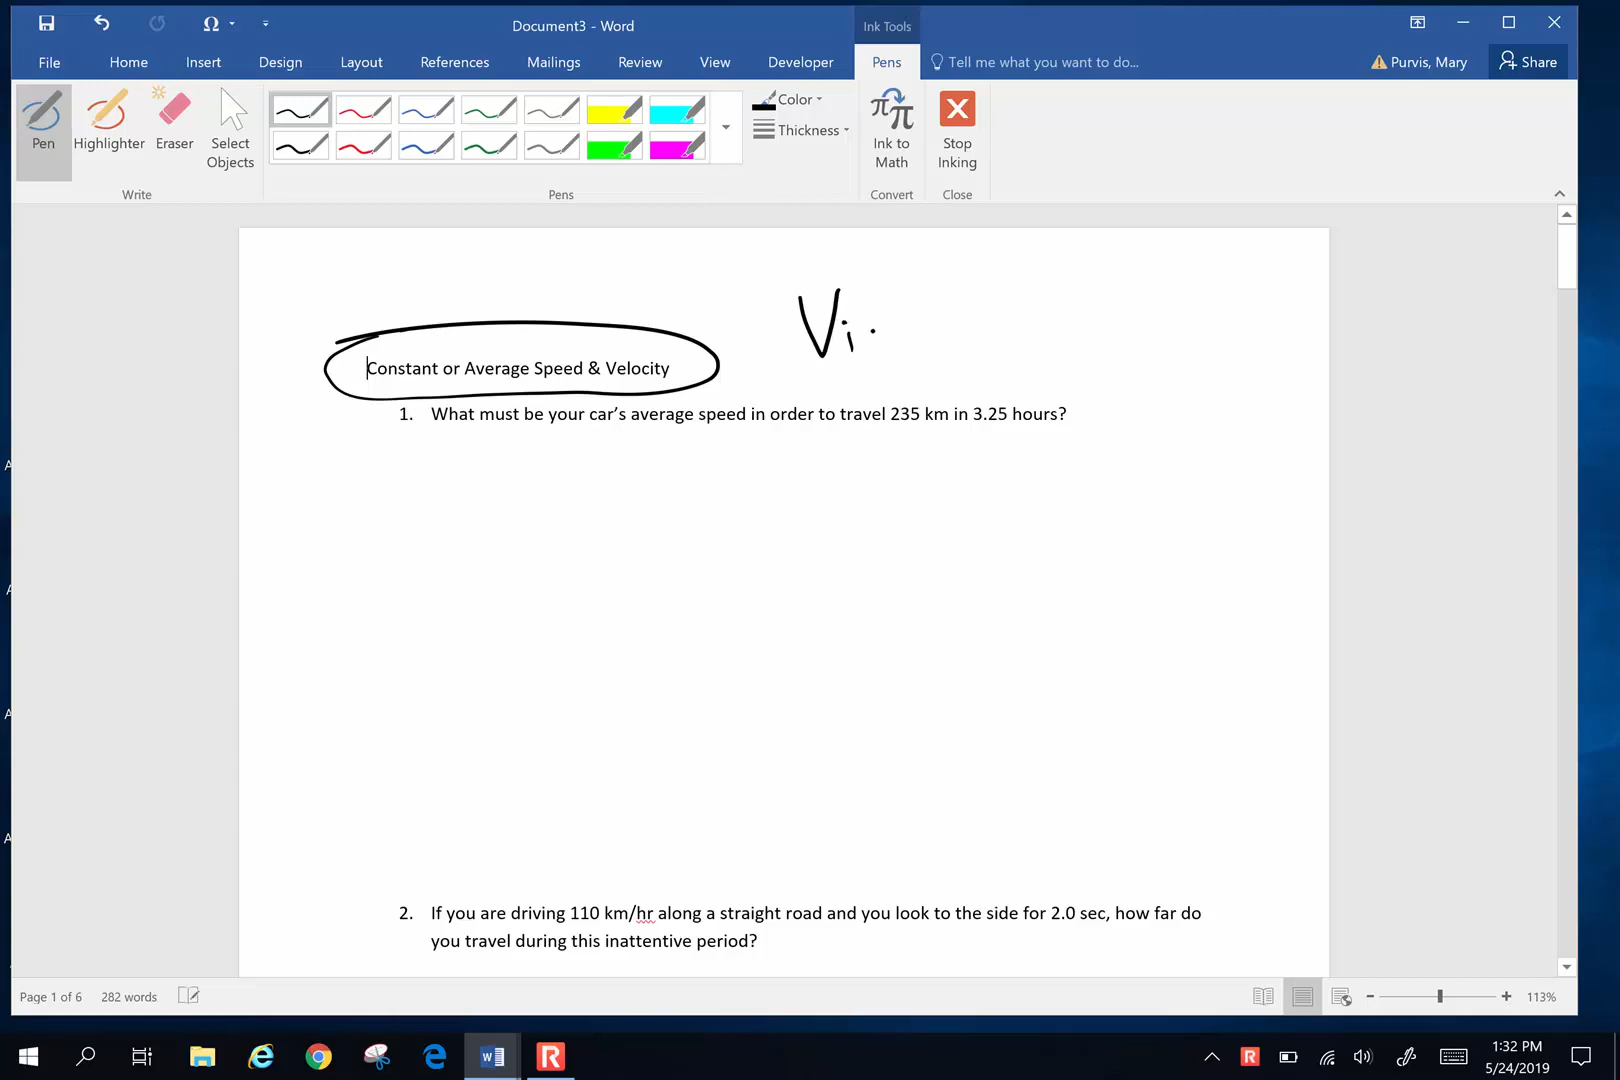 Document3 - Word
Ink Tools
File
Home
Insert
Design
Layout
References
Mailings
Review
View
Developer
Pens
Tell me what you want to do...
Purvis, Mary
Share
Pen
Highlighter
Eraser
Select Objects
Color
Thickness
Ink to Math
Stop Inking
Write
Pens
Convert
Close
Vi
Constant or Average Speed & Velocity
1. What must be your car’s average speed in order to travel 235 km in 3.25 hours?
2. If you are driving 110 km/hr along a straight road and you look to the side for 2.0 sec, how far do
you travel during this inattentive period?
Page 1 of 6
282 words
113%
1:32 PM
5/24/2019